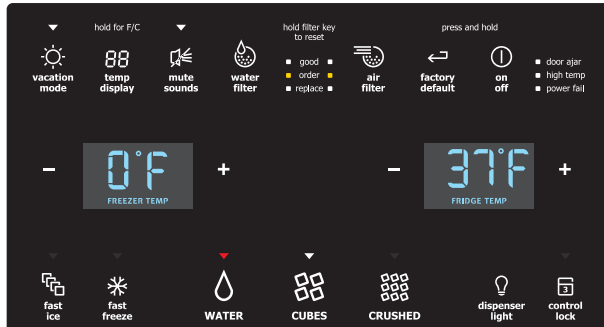 hold for F/C
hold filter key
to reset
press and hold
vacation
mode
88
temp
display
mute
sounds
water
filter
good
order
replace
air
filter
factory
default
on
off
door ajar
high temp
power fail
− 0°F +
FREEZER TEMP
− 37°F +
FRIDGE TEMP
fast
ice
fast
freeze
WATER
CUBES
CRUSHED
dispenser
light
3
control
lock